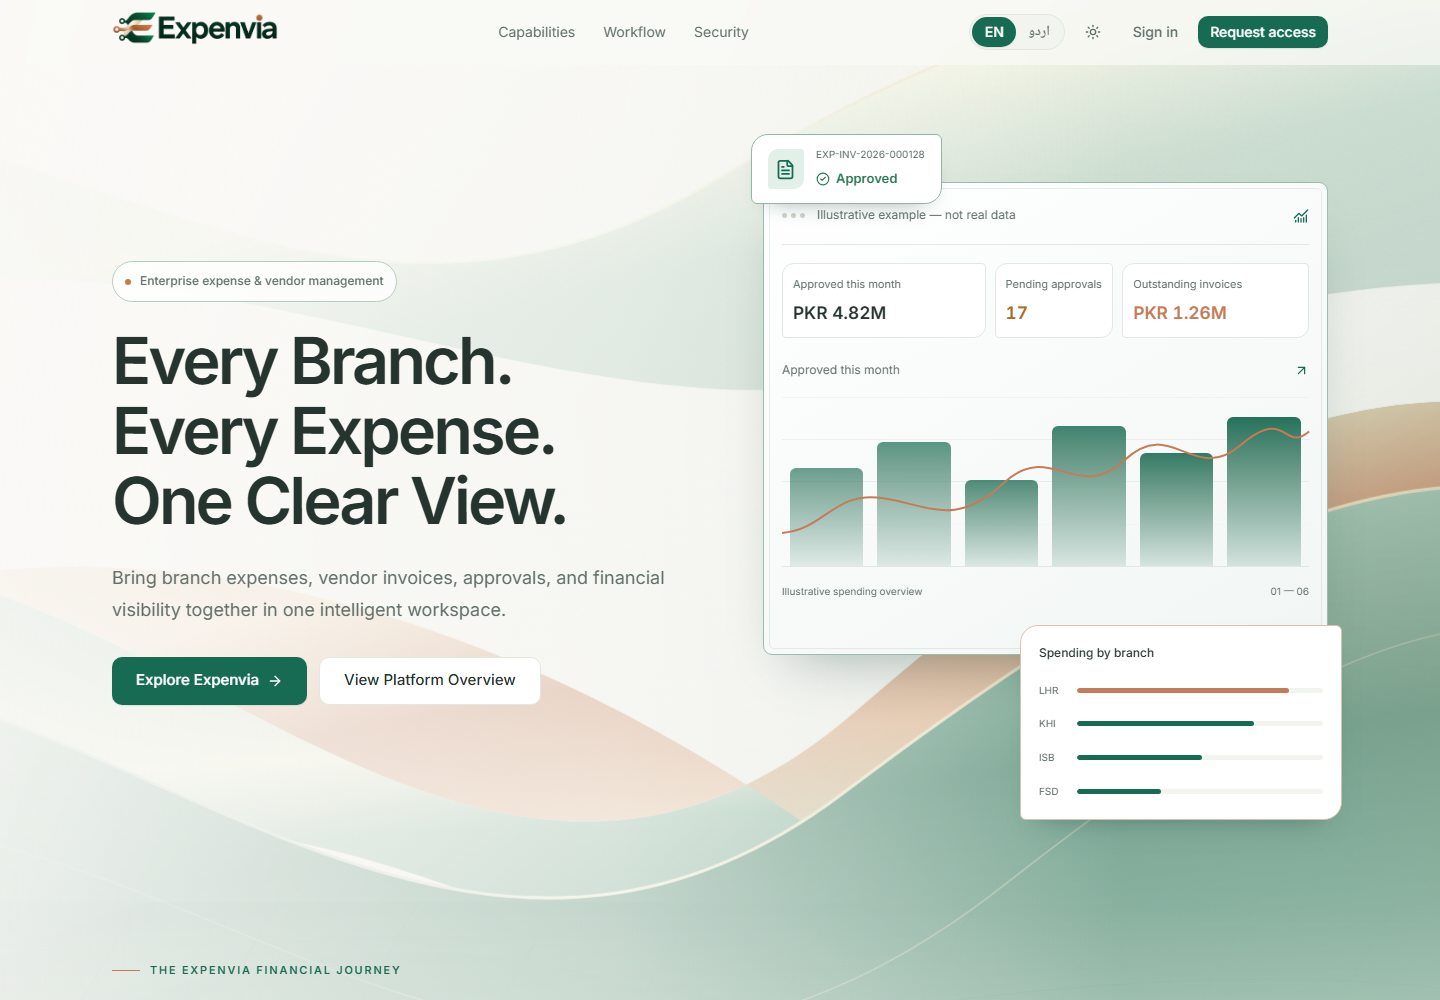 Expenvia
Capabilities
Workflow
Security
EN
اردو
Sign in
Request access
EXP-INV-2026-000128
Approved
Illustrative example — not real data
Enterprise expense & vendor management
Every Branch.
Every Expense.
One Clear View.
Bring branch expenses, vendor invoices, approvals, and financial
visibility together in one intelligent workspace.
Explore Expenvia
View Platform Overview
Approved this month
PKR 4.82M
Pending approvals
17
Outstanding invoices
PKR 1.26M
Approved this month
Illustrative spending overview
01 — 06
Spending by branch
LHR
KHI
ISB
FSD
THE EXPENVIA FINANCIAL JOURNEY